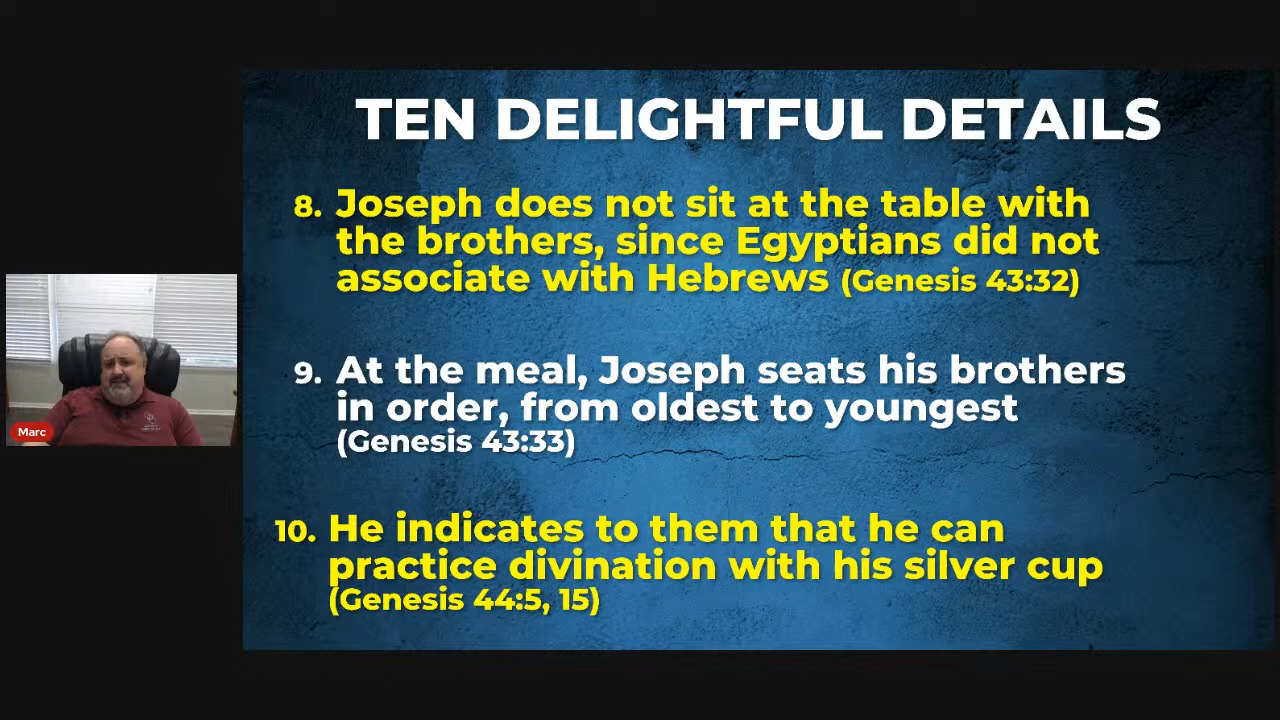 TEN DELIGHTFUL DETAILS
8. Joseph does not sit at the table with
the brothers, since Egyptians did not
associate with Hebrews (Genesis 43:32)
9. At the meal, Joseph seats his brothers
in order, from oldest to youngest
(Genesis 43:33)
10. He indicates to them that he can
practice divination with his silver cup
(Genesis 44:5, 15)
Marc